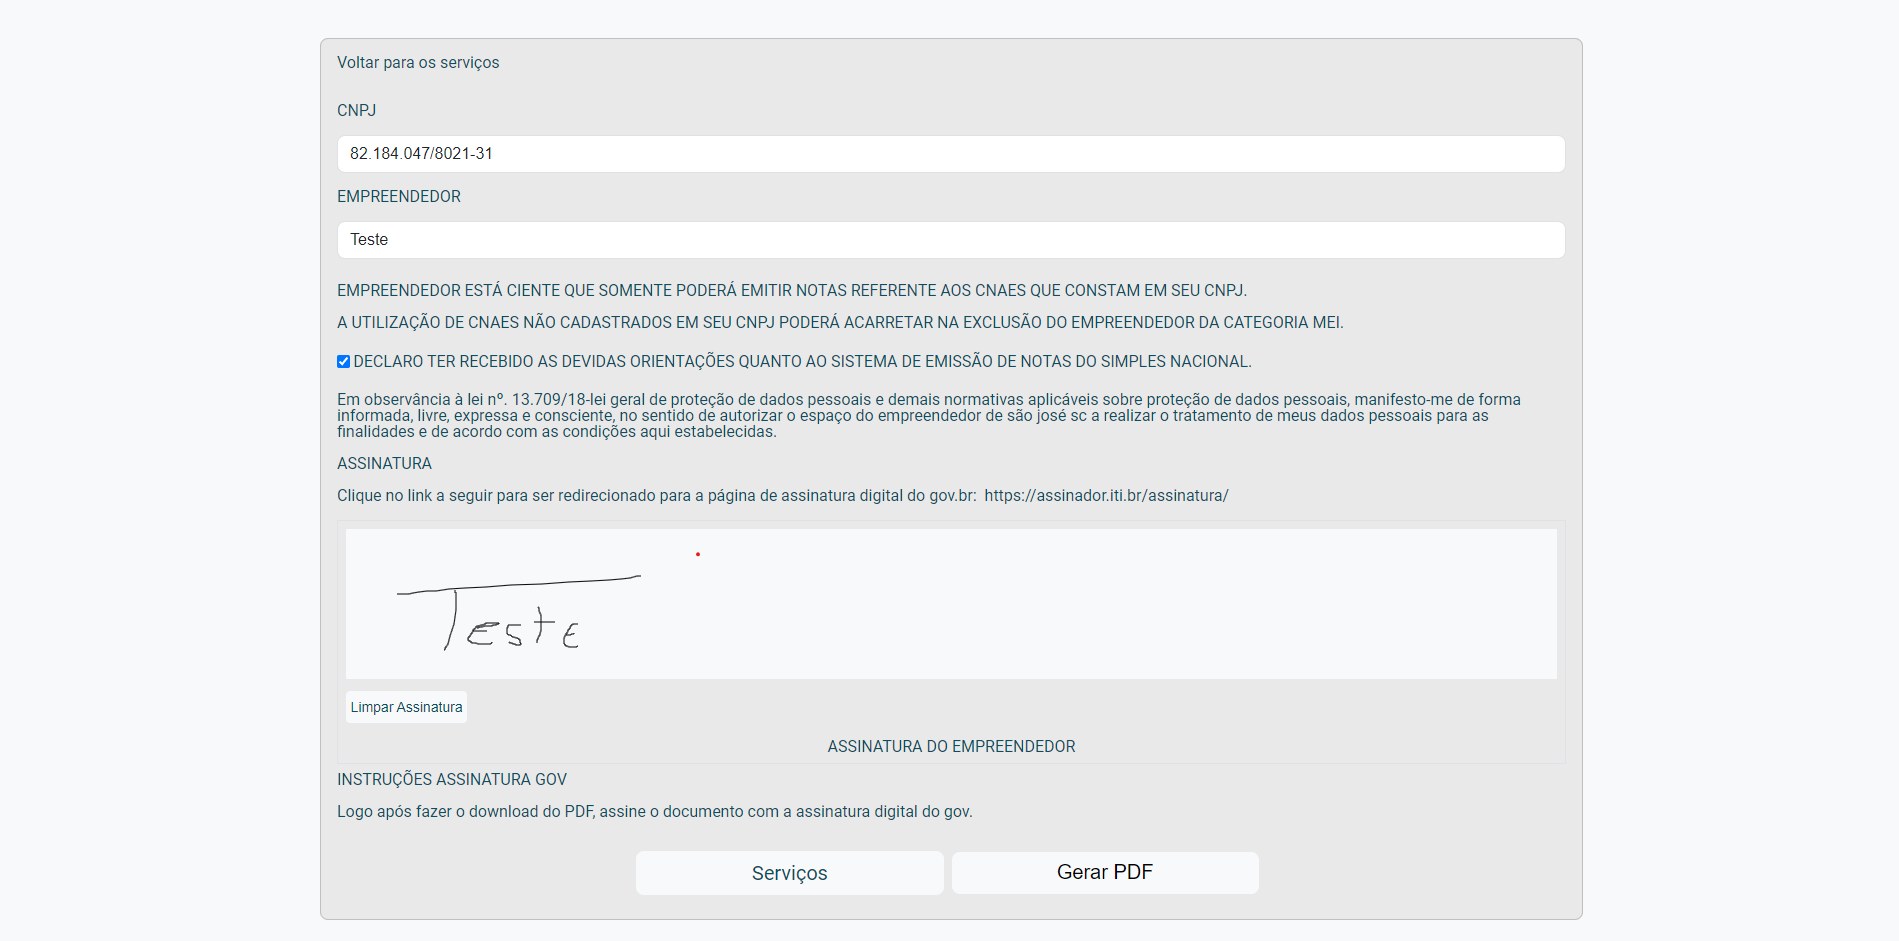 Voltar para os serviços
CNPJ
82.184.047/8021-31
EMPREENDEDOR
Teste
EMPREENDEDOR ESTÁ CIENTE QUE SOMENTE PODERÁ EMITIR NOTAS REFERENTE AOS CNAES QUE CONSTAM EM SEU CNPJ.
A UTILIZAÇÃO DE CNAES NÃO CADASTRADOS EM SEU CNPJ PODERÁ ACARRETAR NA EXCLUSÃO DO EMPREENDEDOR DA CATEGORIA MEI.
DECLARO TER RECEBIDO AS DEVIDAS ORIENTAÇÕES QUANTO AO SISTEMA DE EMISSÃO DE NOTAS DO SIMPLES NACIONAL.
Em observância à lei nº. 13.709/18-lei geral de proteção de dados pessoais e demais normativas aplicáveis sobre proteção de dados pessoais, manifesto-me de forma
informada, livre, expressa e consciente, no sentido de autorizar o espaço do empreendedor de são josé sc a realizar o tratamento de meus dados pessoais para as
finalidades e de acordo com as condições aqui estabelecidas.
ASSINATURA
Clique no link a seguir para ser redirecionado para a página de assinatura digital do gov.br: https://assinador.iti.br/assinatura/
Teste
Limpar Assinatura
ASSINATURA DO EMPREENDEDOR
INSTRUÇÕES ASSINATURA GOV
Logo após fazer o download do PDF, assine o documento com a assinatura digital do gov.
Serviços
Gerar PDF